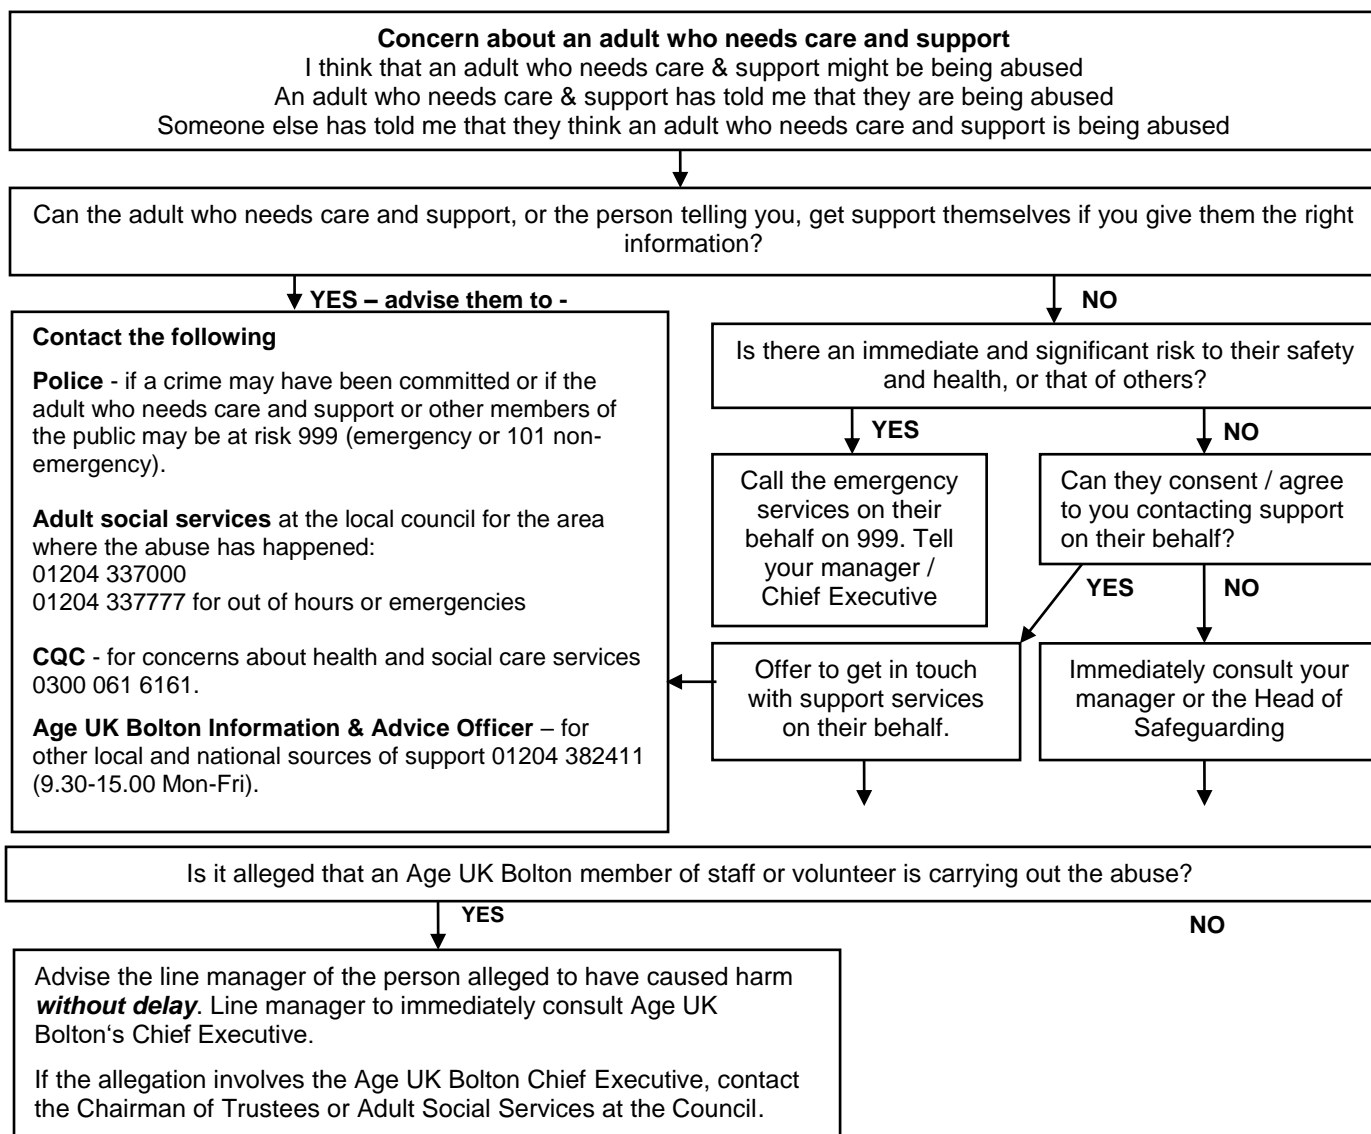 Concern about an adult who needs care and support
I think that an adult who needs care & support might be being abused
An adult who needs care & support has told me that they are being abused
Someone else has told me that they think an adult who needs care and support is being abused
Can the adult who needs care and support, or the person telling you, get support themselves if you give them the right
information?
YES – advise them to -
NO
Contact the following
Police - if a crime may have been committed or if the
adult who needs care and support or other members of
the public may be at risk 999 (emergency or 101 non-
emergency).
Adult social services at the local council for the area
where the abuse has happened:
01204 337000
01204 337777 for out of hours or emergencies
CQC - for concerns about health and social care services
0300 061 6161.
Age UK Bolton Information & Advice Officer – for
other local and national sources of support 01204 382411
(9.30-15.00 Mon-Fri).
Is there an immediate and significant risk to their safety
and health, or that of others?
YES
NO
Call the emergency
services on their
behalf on 999. Tell
your manager /
Chief Executive
Can they consent / agree
to you contacting support
on their behalf?
YES
NO
Offer to get in touch
with support services
on their behalf.
Immediately consult your
manager or the Head of
Safeguarding
Is it alleged that an Age UK Bolton member of staff or volunteer is carrying out the abuse?
YES
NO
Advise the line manager of the person alleged to have caused harm
without delay. Line manager to immediately consult Age UK
Bolton‘s Chief Executive.
If the allegation involves the Age UK Bolton Chief Executive, contact
the Chairman of Trustees or Adult Social Services at the Council.